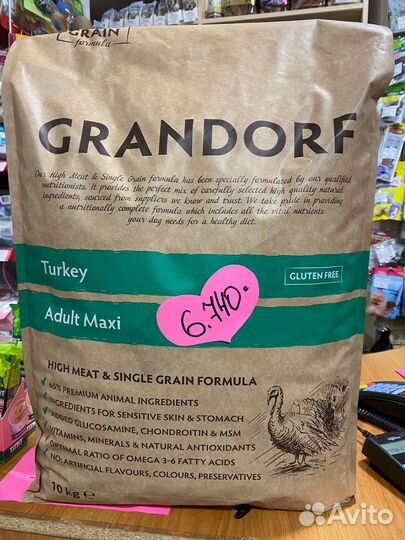 GRAIN
formula
GRANDORF
Our High Meat & Single Grain formula has been specially formulated by our qualified
nutritionists. It provides the perfect mix of carefully selected high quality natural
ingredients, sourced from suppliers we know and trust. We take pride in providing
a nutritionally complete formula which includes all the vital nutrients
your dog needs for a healthy diet.
Turkey
GLUTEN FREE
Adult Maxi
6.740=
HIGH MEAT & SINGLE GRAIN FORMULA
65% PREMIUM ANIMAL INGREDIENTS
INGREDIENTS FOR SENSITIVE SKIN & STOMACH
ADDED GLUCOSAMINE, CHONDROITIN & MSM
VITAMINS, MINERALS & NATURAL ANTIOXIDANTS
OPTIMAL RATIO OF OMEGA 3-6 FATTY ACIDS
NO: ARTIFICIAL FLAVOURS, COLOURS, PRESERVATIVES
10 kg e
Avito